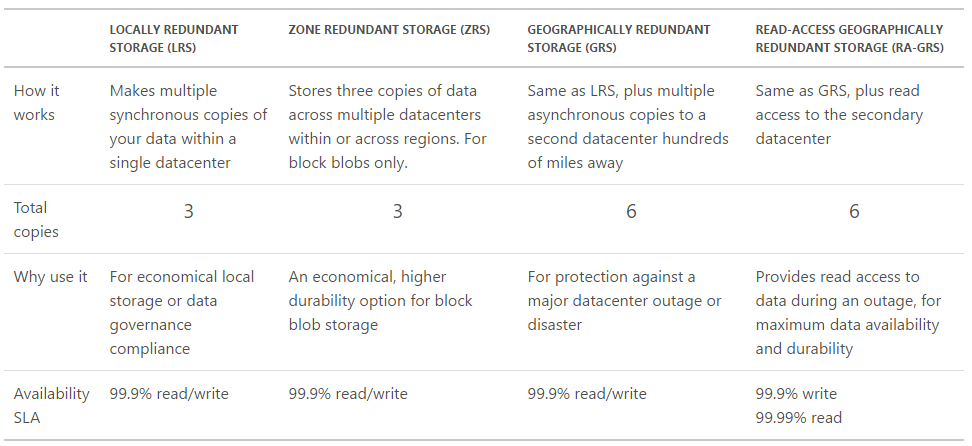 LOCALLY REDUNDANT
STORAGE (LRS)
ZONE REDUNDANT STORAGE (ZRS)
GEOGRAPHICALLY REDUNDANT
STORAGE (GRS)
READ-ACCESS GEOGRAPHICALLY
REDUNDANT STORAGE (RA-GRS)
How it
works
Makes multiple
synchronous copies of
your data within a
single datacenter
Stores three copies of data
across multiple datacenters
within or across regions. For
block blobs only.
Same as LRS, plus multiple
asynchronous copies to a
second datacenter hundreds
of miles away
Same as GRS, plus read
access to the secondary
datacenter
Total
copies
3
3
6
6
Why use it
For economical local
storage or data
governance
compliance
An economical, higher
durability option for block
blob storage
For protection against a
major datacenter outage or
disaster
Provides read access to
data during an outage, for
maximum data availability
and durability
Availability
SLA
99.9% read/write
99.9% read/write
99.9% read/write
99.9% write
99.99% read